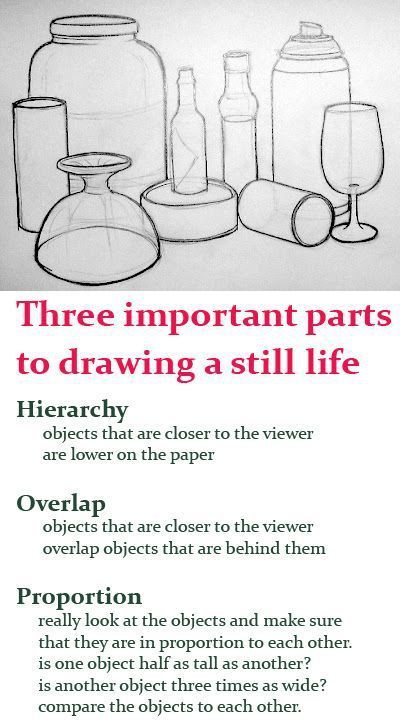 Three important parts
to drawing a still life
Hierarchy
objects that are closer to the viewer
are lower on the paper
Overlap
objects that are closer to the viewer
overlap objects that are behind them
Proportion
really look at the objects and make sure
that they are in proportion to each other.
is one object half as tall as another?
is another object three times as wide?
compare the objects to each other.